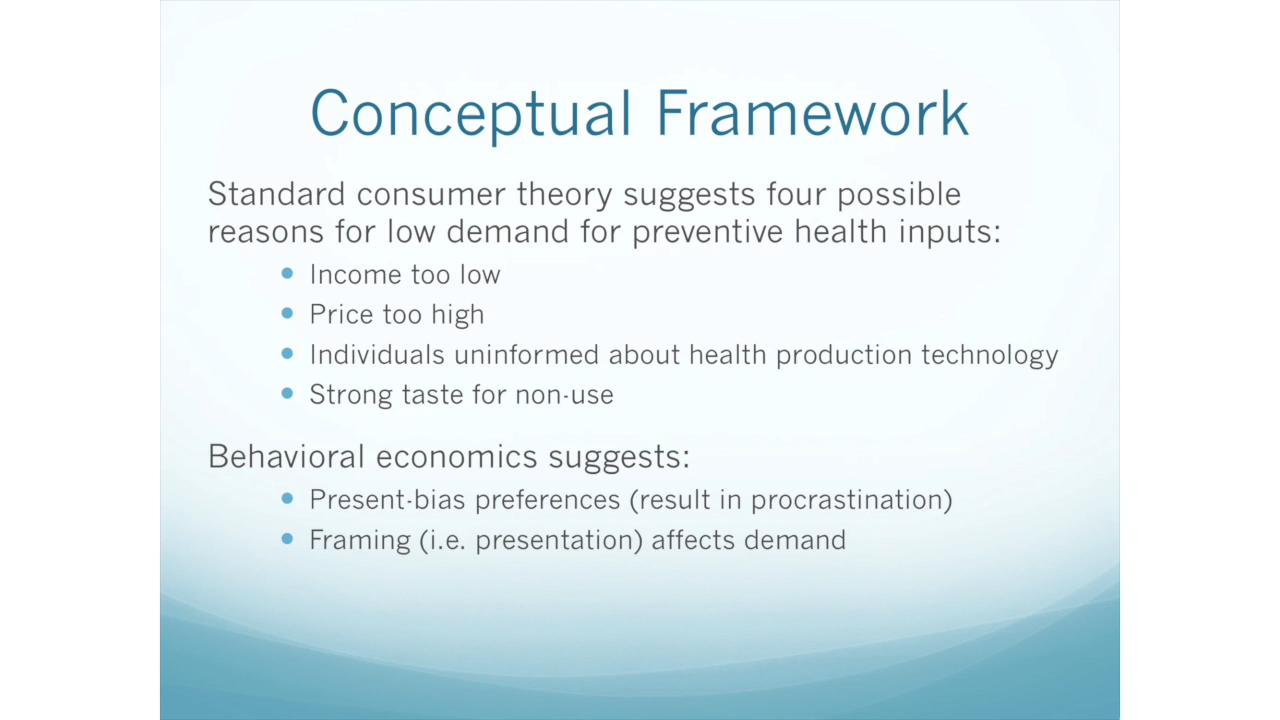 Conceptual Framework
Standard consumer theory suggests four possible
reasons for low demand for preventive health inputs:
• Income too low
• Price too high
• Individuals uninformed about health production technology
• Strong taste for non-use
Behavioral economics suggests:
• Present-bias preferences (result in procrastination)
• Framing (i.e. presentation) affects demand